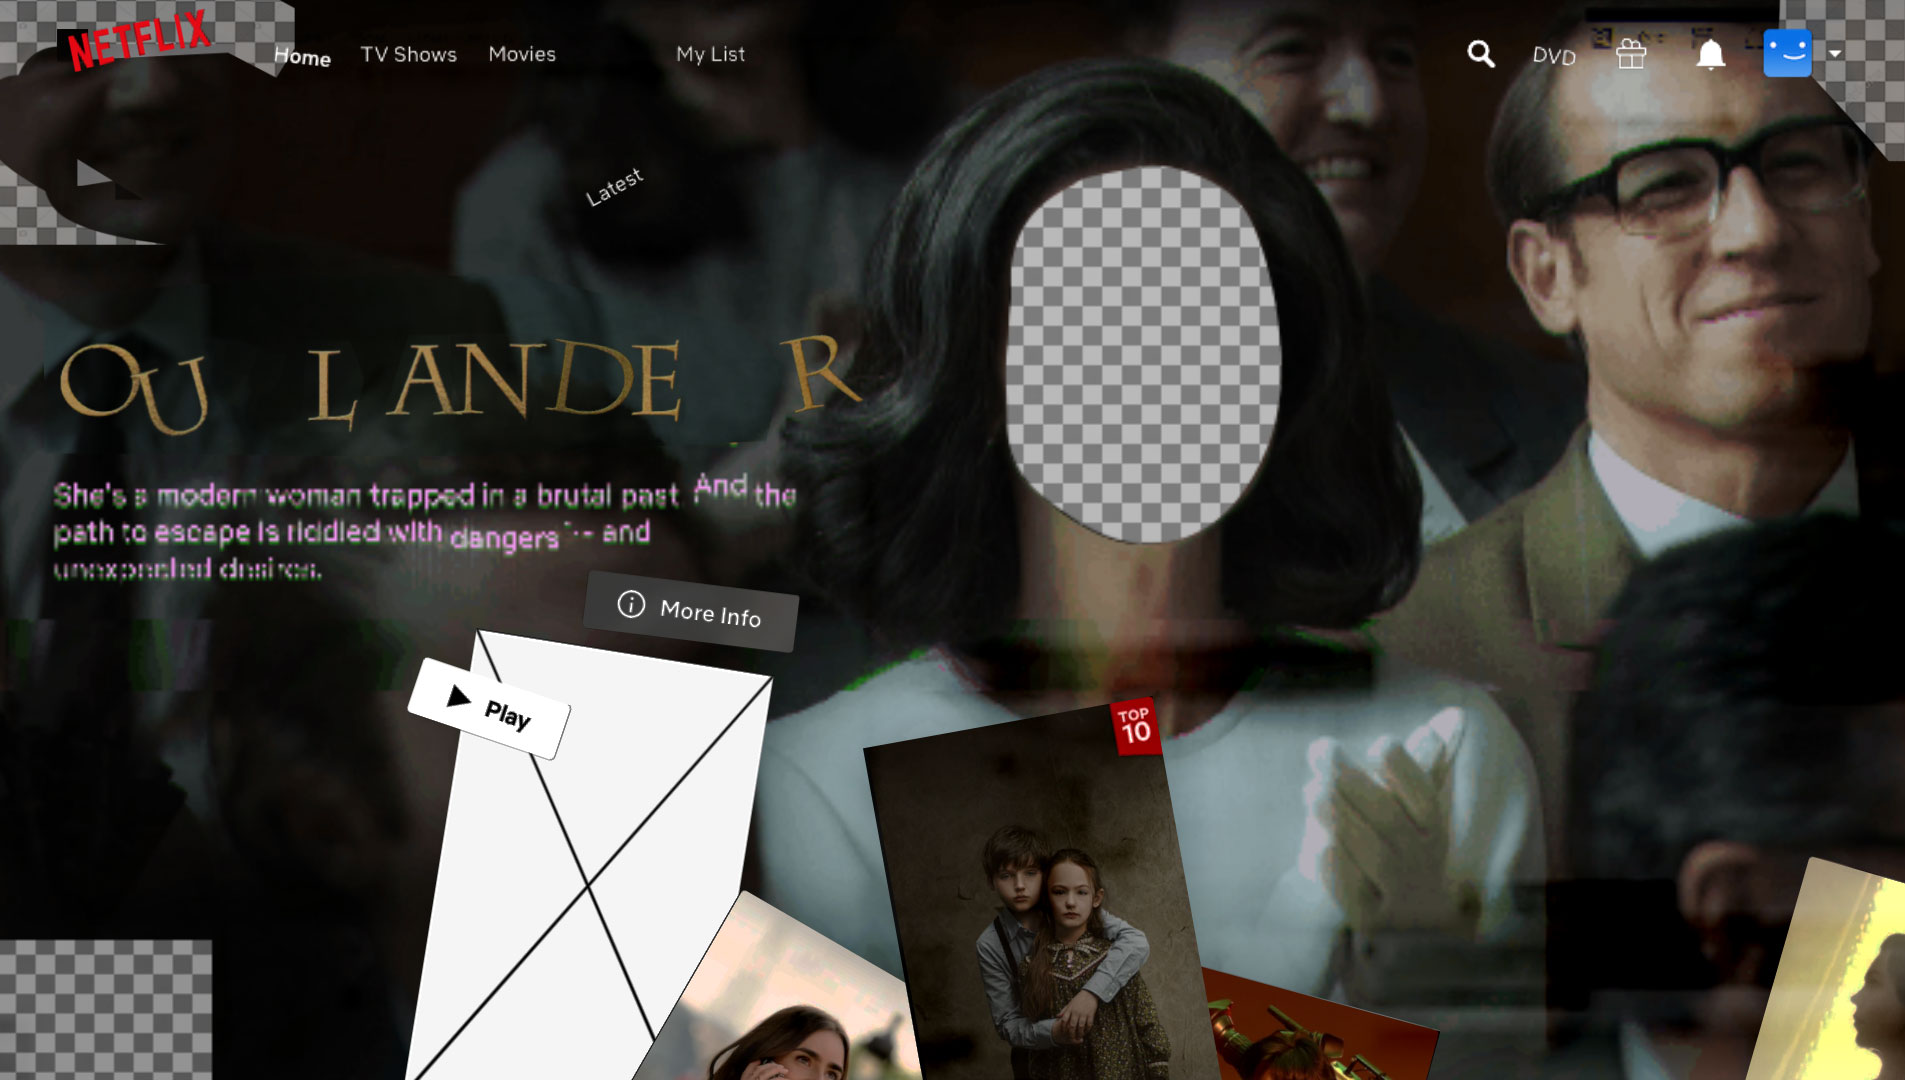 NETFLIX
Home TV Shows Movies My List DVD
Latest
OU LANDE R
She's a modern woman trapped in a brutal past. And the
path to escape is riddled with dangers -- and
unexpected desires.
More Info
Play
TOP
10